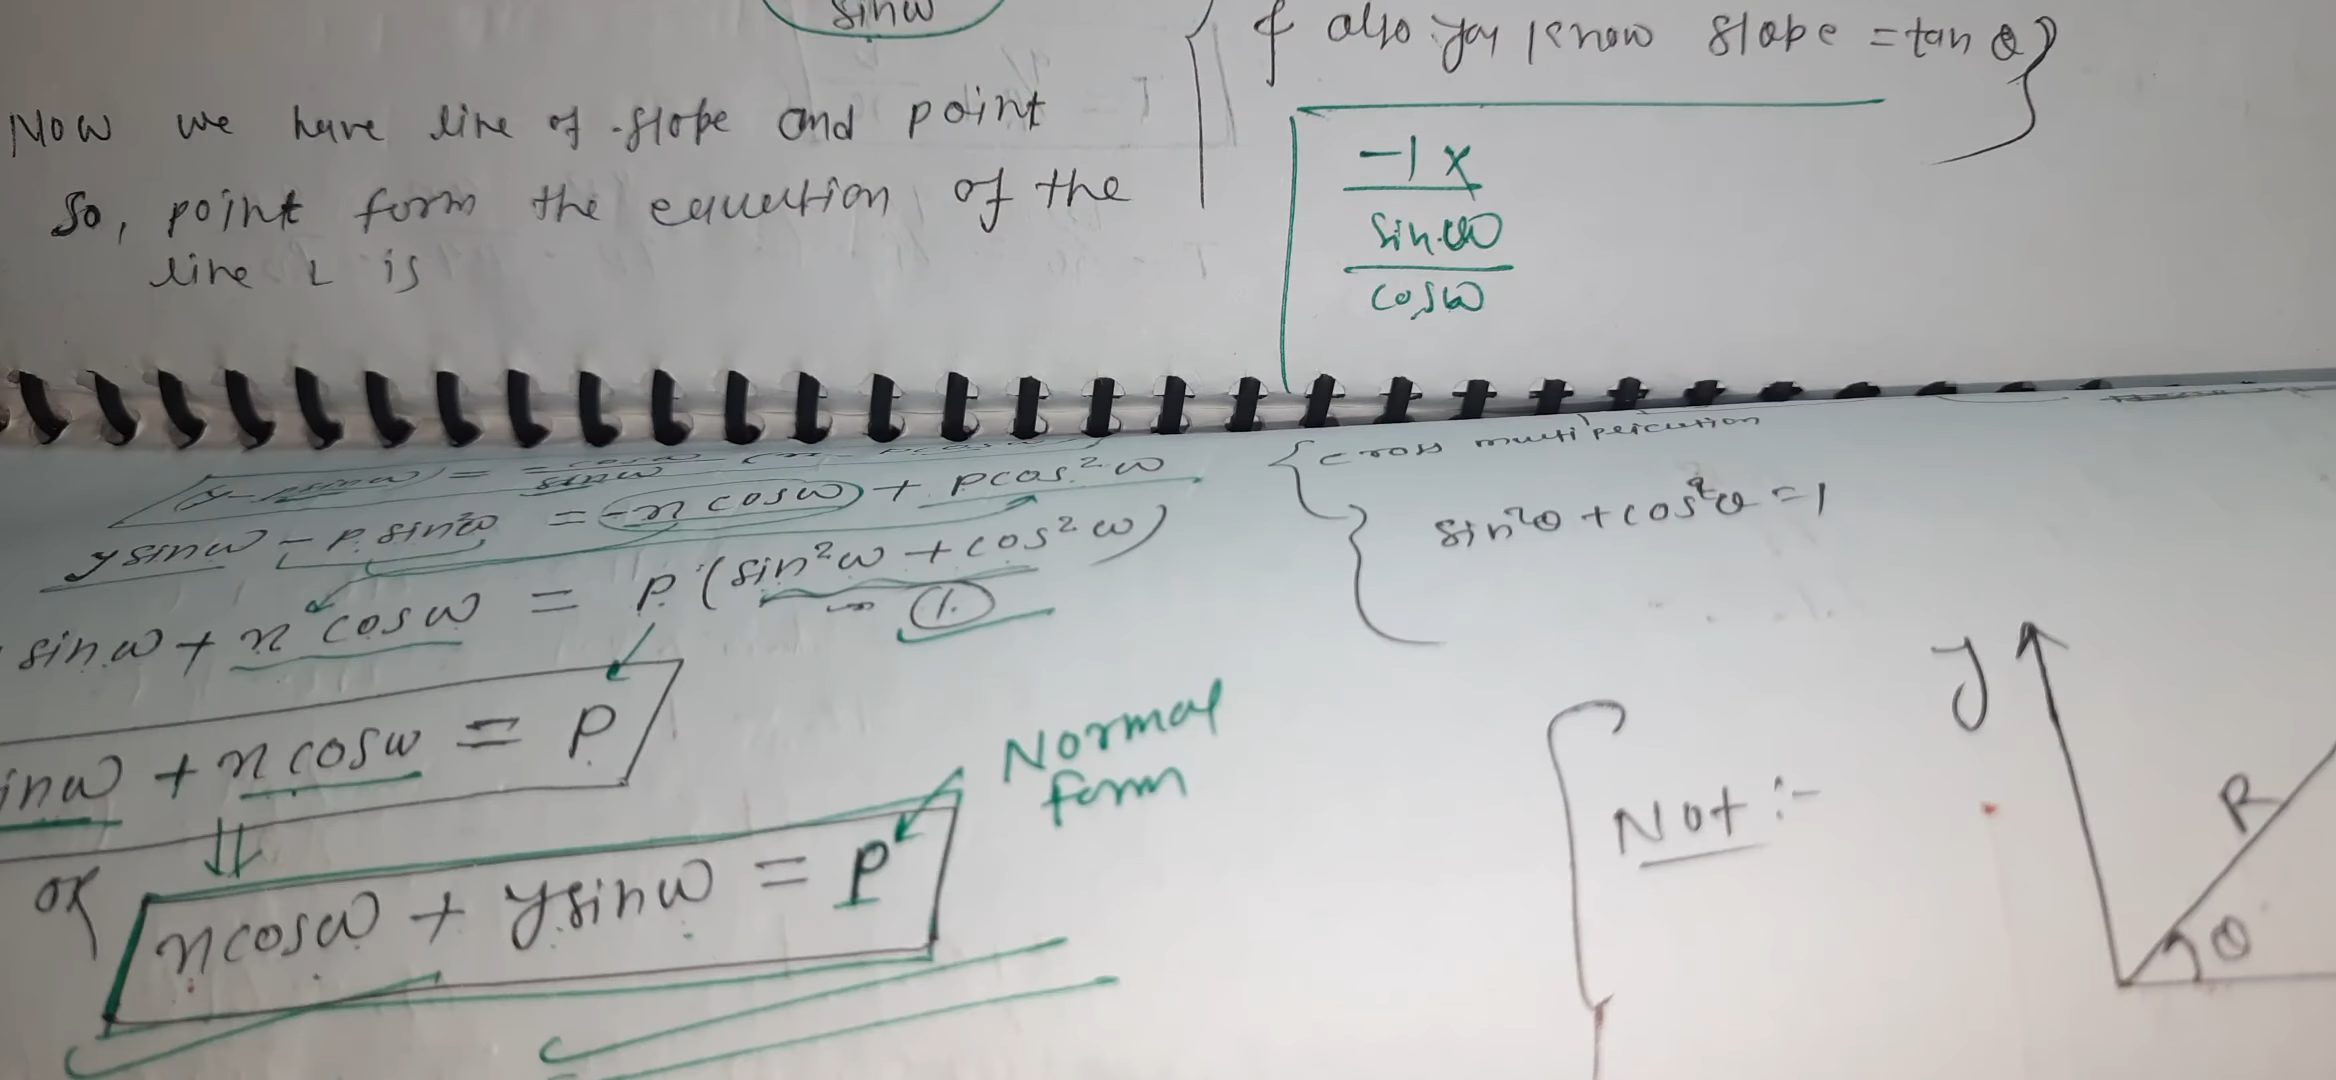 sinω
{ & also you know slope = tan θ }
Now we have line of slope and point
So, point form the equation of the
line L is
-1 x
sin ω
cosω
{ cross multiplication
y sinω - p sin²ω = -x cosω + p cos²ω
sin²θ + cos²θ = 1 }
sinω + x cosω = p (sin²ω + cos²ω)
1.
inω + x cosω = P
Normal
form
or
x cosω + y sinω = P
Not :-
y
R
θ